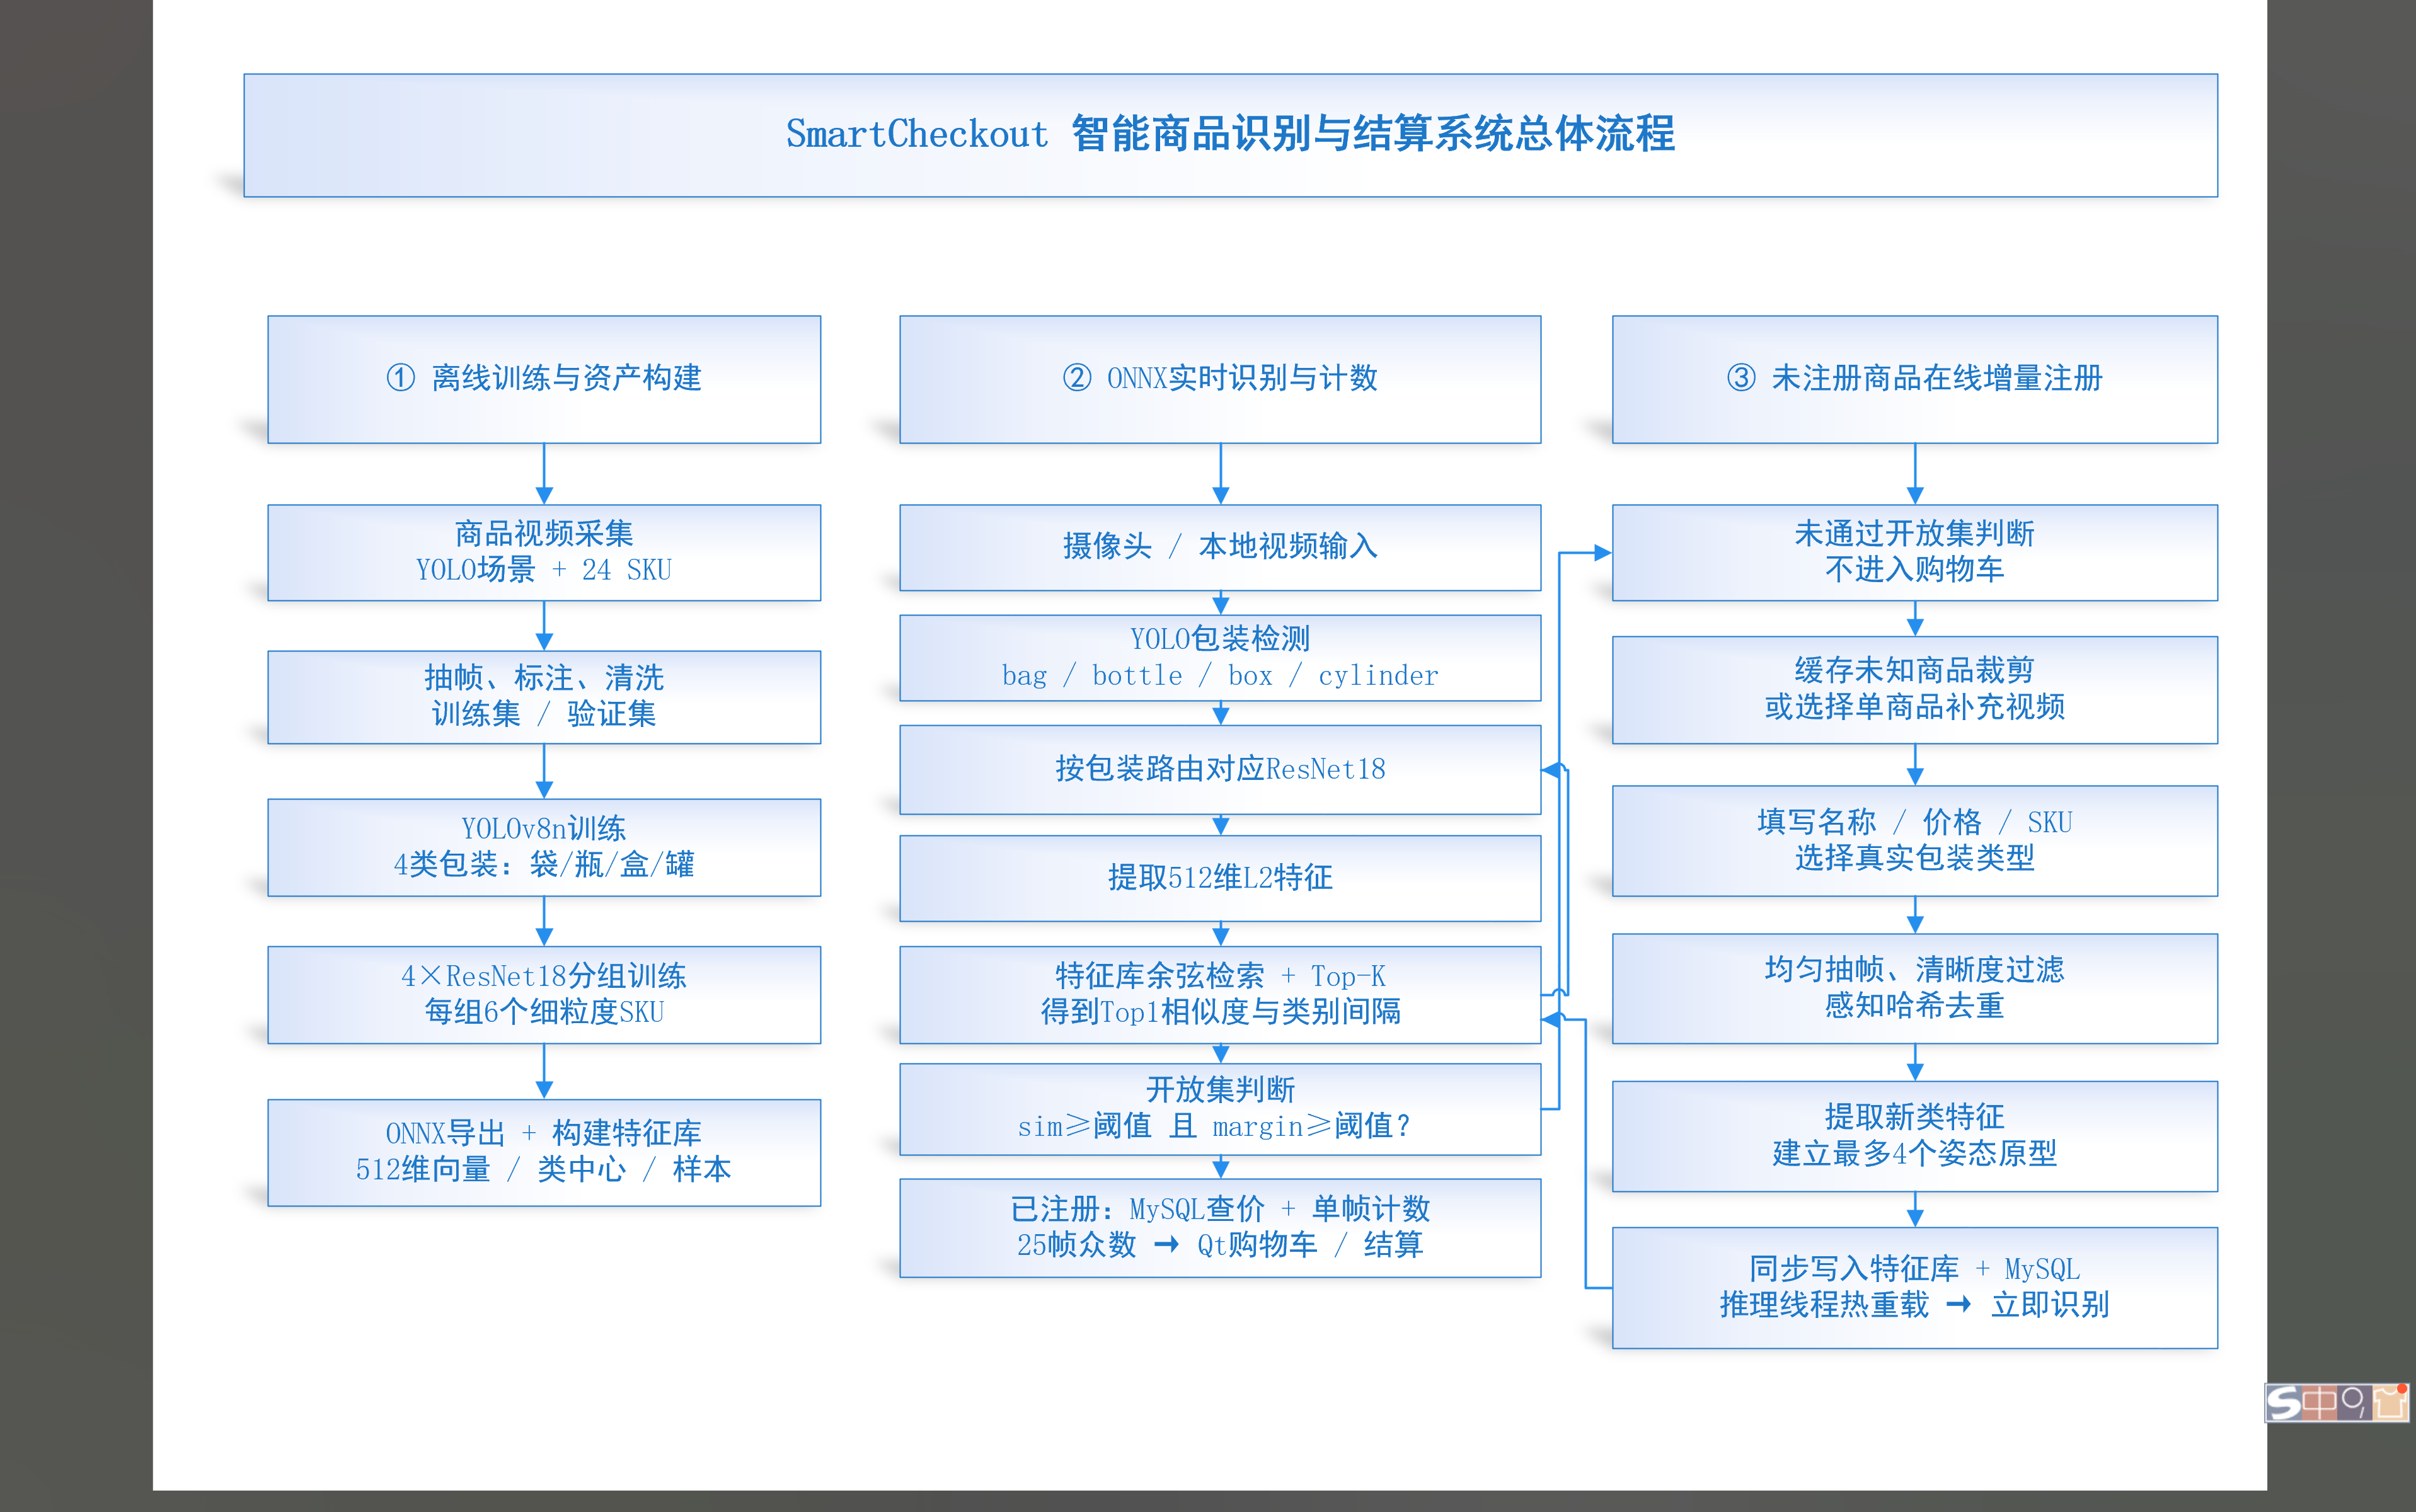 SmartCheckout 智能商品识别与结算系统总体流程
① 离线训练与资产构建
商品视频采集
YOLO场景 + 24 SKU
抽帧、标注、清洗
训练集 / 验证集
YOLOv8n训练
4类包装：袋/瓶/盒/罐
4×ResNet18分组训练
每组6个细粒度SKU
ONNX导出 + 构建特征库
512维向量 / 类中心 / 样本
② ONNX实时识别与计数
摄像头 / 本地视频输入
YOLO包装检测
bag / bottle / box / cylinder
按包装路由对应ResNet18
提取512维L2特征
特征库余弦检索 + Top-K
得到Top1相似度与类别间隔
开放集判断
sim≥阈值 且 margin≥阈值？
已注册：MySQL查价 + 单帧计数
25帧众数 → Qt购物车 / 结算
③ 未注册商品在线增量注册
未通过开放集判断
不进入购物车
缓存未知商品裁剪
或选择单商品补充视频
填写名称 / 价格 / SKU
选择真实包装类型
均匀抽帧、清晰度过滤
感知哈希去重
提取新类特征
建立最多4个姿态原型
同步写入特征库 + MySQL
推理线程热重载 → 立即识别
S中